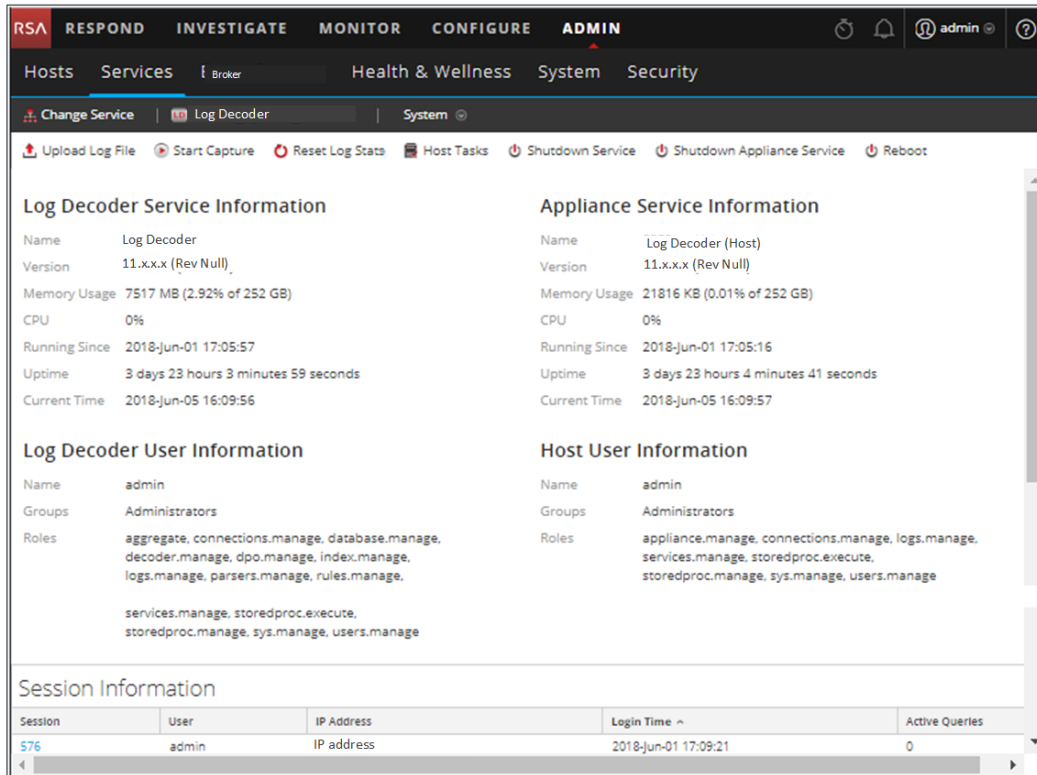 RSA RESPOND INVESTIGATE MONITOR CONFIGURE ADMIN admin ?
Hosts Services Broker Health & Wellness System Security
Change Service | LD Log Decoder | System
Upload Log File Start Capture Reset Log Stats Host Tasks Shutdown Service Shutdown Appliance Service Reboot
Log Decoder Service Information
Name Log Decoder
Version 11.x.x.x (Rev Null)
Memory Usage 7517 MB (2.92% of 252 GB)
CPU 0%
Running Since 2018-Jun-01 17:05:57
Uptime 3 days 23 hours 3 minutes 59 seconds
Current Time 2018-Jun-05 16:09:56
Appliance Service Information
Name Log Decoder (Host)
Version 11.x.x.x (Rev Null)
Memory Usage 21816 KB (0.01% of 252 GB)
CPU 0%
Running Since 2018-Jun-01 17:05:16
Uptime 3 days 23 hours 4 minutes 41 seconds
Current Time 2018-Jun-05 16:09:57
Log Decoder User Information
Name admin
Groups Administrators
Roles aggregate, connections.manage, database.manage,
decoder.manage, dpo.manage, index.manage,
logs.manage, parsers.manage, rules.manage,
services.manage, storedproc.execute,
storedproc.manage, sys.manage, users.manage
Host User Information
Name admin
Groups Administrators
Roles appliance.manage, connections.manage, logs.manage,
services.manage, storedproc.execute,
storedproc.manage, sys.manage, users.manage
Session Information
Session User IP Address Login Time Active Queries
576 admin IP address 2018-Jun-01 17:09:21 0